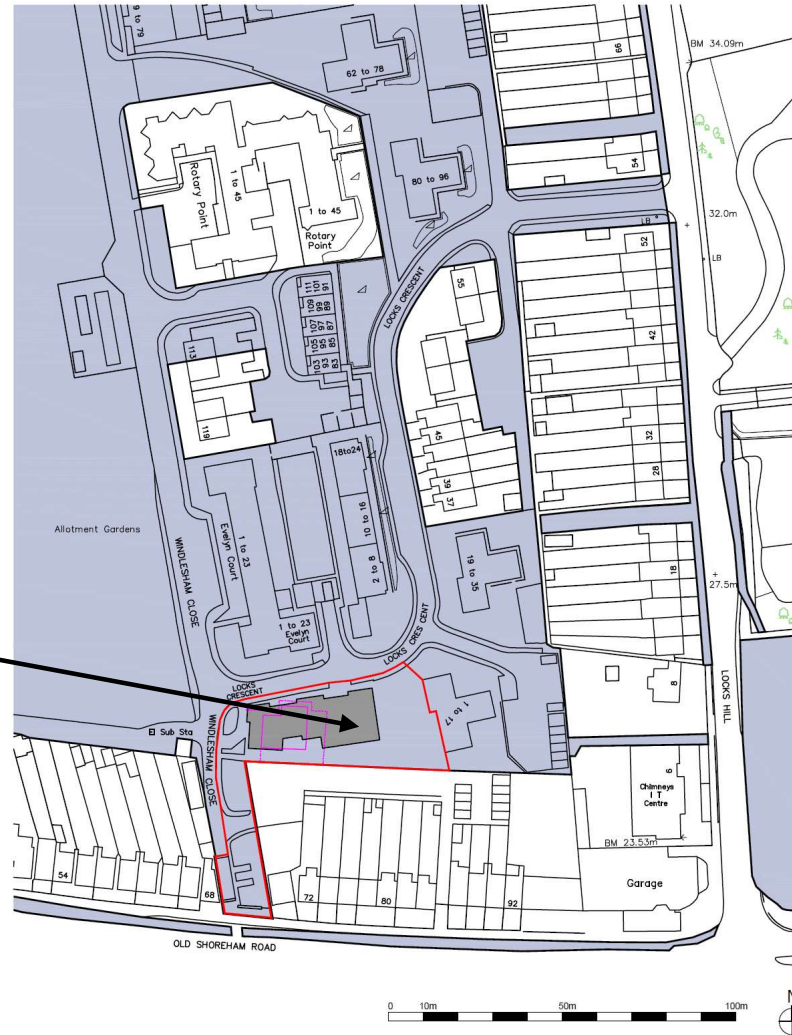 9 to 79
62 to 78
66
BM 34.09m
Rotary Point
1 to 45
1 to 45
Rotary
Point
80 to 96
54
LB
32.0m
LB
52
LOCKS CRESCENT
55
111
101
91
109
99
89
107
97
87
105
95
85
103
93
83
113
119
42
45
39
37
32
28
18to24
10 to 16
2 to 8
Allotment Gardens
WINDLESHAM CLOSE
1 to 23
Evelyn Court
1 to 23
Evelyn
Court
19 to 35
18
27.5m
LOCKS CRESCENT
LOCKS
CRESCENT
8
LOCKS HILL
1 to 17
Sub Sta
WINDLESHAM CLOSE
6
Chimneys
I T
Centre
BM 23.53m
Garage
54
68
72
80
92
OLD SHOREHAM ROAD
0 10m 50m 100m
N